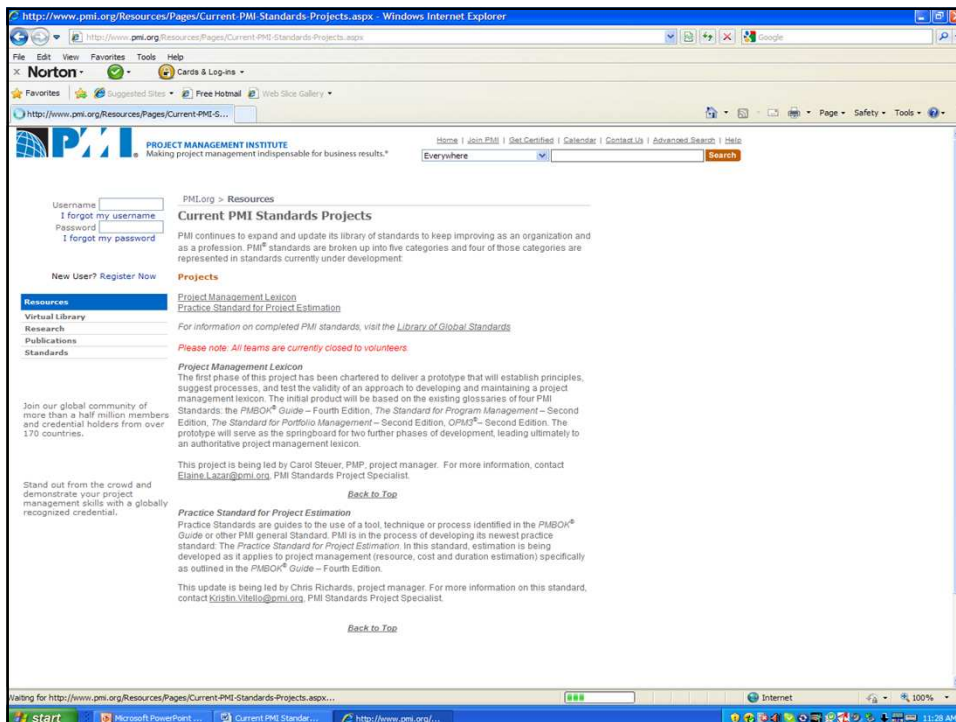 http://www.pmi.org/Resources/Pages/Current-PMI-Standards-Projects.aspx - Windows Internet Explorer
http://www.pmi.org/Resources/Pages/Current-PMI-Standards-Projects.aspx
Google
File Edit View Favorites Tools Help
× Norton Cards & Log-ins
Favorites Suggested Sites Free Hotmail Web Slice Gallery
http://www.pmi.org/Resources/Pages/Current-PMI-S... Page Safety Tools
PMI. PROJECT MANAGEMENT INSTITUTE
Making project management indispensable for business results.®
Home | Join PMI | Get Certified | Calendar | Contact Us | Advanced Search | Help
Everywhere Search
Username
I forgot my username
Password
I forgot my password
New User? Register Now
Resources
Virtual Library
Research
Publications
Standards
Join our global community of
more than a half million members
and credential holders from over
170 countries.
Stand out from the crowd and
demonstrate your project
management skills with a globally
recognized credential.
PMI.org > Resources
Current PMI Standards Projects
PMI continues to expand and update its library of standards to keep improving as an organization and
as a profession. PMI® standards are broken up into five categories and four of those categories are
represented in standards currently under development:
Projects
Project Management Lexicon
Practice Standard for Project Estimation
For information on completed PMI standards, visit the Library of Global Standards
Please note: All teams are currently closed to volunteers.
Project Management Lexicon
The first phase of this project has been chartered to deliver a prototype that will establish principles,
suggest processes, and test the validity of an approach to developing and maintaining a project
management lexicon. The initial product will be based on the existing glossaries of four PMI
Standards: the PMBOK® Guide – Fourth Edition, The Standard for Program Management – Second
Edition, The Standard for Portfolio Management – Second Edition, OPM3® – Second Edition. The
prototype will serve as the springboard for two further phases of development, leading ultimately to
an authoritative project management lexicon.
This project is being led by Carol Steuer, PMP, project manager. For more information, contact
Elaine.Lazar@pmi.org, PMI Standards Project Specialist.
Back to Top
Practice Standard for Project Estimation
Practice Standards are guides to the use of a tool, technique or process identified in the PMBOK®
Guide or other PMI general Standard. PMI is in the process of developing its newest practice
standard: The Practice Standard for Project Estimation. In this standard, estimation is being
developed as it applies to project management (resource, cost and duration estimation) specifically
as outlined in the PMBOK® Guide – Fourth Edition.
This update is being led by Chris Richards, project manager. For more information on this standard,
contact Kristin.Vitello@pmi.org, PMI Standards Project Specialist.
Back to Top
Waiting for http://www.pmi.org/Resources/Pages/Current-PMI-Standards-Projects.aspx... Internet 100%
start Microsoft PowerPoint ... Current PMI Standar... http://www.pmi.org/... 11:28 AM